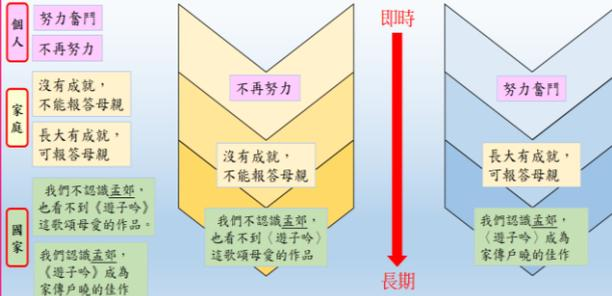 個人
努力奮鬥
不再努力
家庭
沒有成就，
不能報答母親
長大有成就，
可報答母親
國家
我們不認識孟郊，
也看不到《遊子吟》
這歌頌母愛的作品。
我們認識孟郊，
《遊子吟》成為
家傳戶曉的佳作
不再努力
沒有成就，
不能報答母親
我們不認識孟郊，
也看不到〈遊子吟〉
這歌頌母愛的作品
即時
長期
努力奮鬥
長大有成就，
可報答母親
我們認識孟郊，
〈遊子吟〉成為
家傳戶曉的佳作